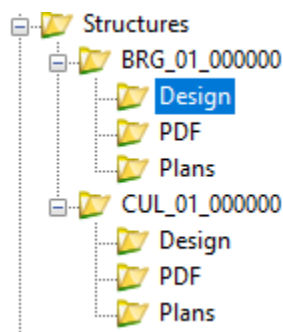 Structures
BRG_01_000000
Design
PDF
Plans
CUL_01_000000
Design
PDF
Plans